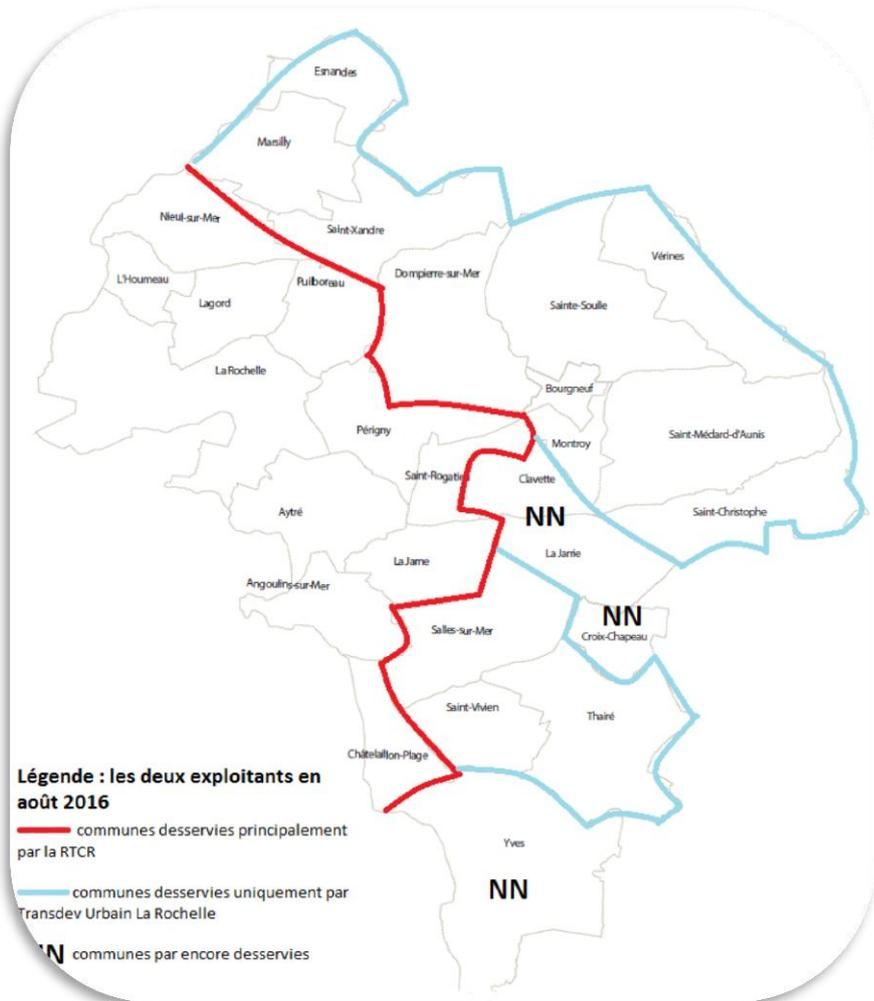 Esnandes
Marsilly
Nieul-sur-Mer
Saint-Xandre
Vérines
L'Houmeau
Puilboreau
Dompierre-sur-Mer
Lagord
Sainte-Soulle
La Rochelle
Bourgneuf
Périgny
Montroy
Saint-Médard-d'Aunis
Saint-Rogatien
Clavette
Aytré
NN
Saint-Christophe
La Jarne
La Jarrie
Angoulins-sur-Mer
NN
Croix-Chapeau
Salles-sur-Mer
Saint-Vivien
Thairé
Châtelaillon-Plage
Yves
NN
Légende : les deux exploitants en
août 2016
communes desservies principalement
par la RTCR
communes desservies uniquement par
Transdev Urbain La Rochelle
NN communes par encore desservies